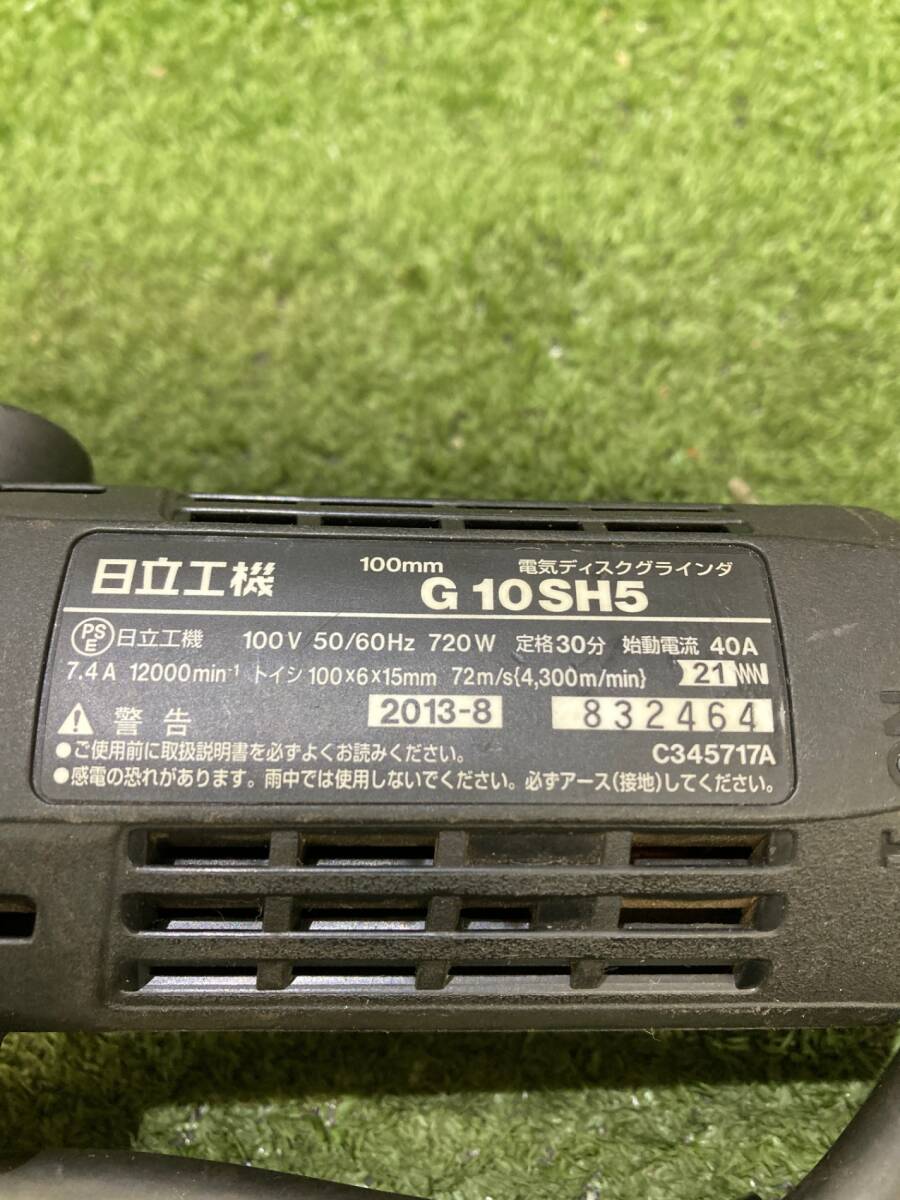 日立工機 100mm 電気ディスクグラインダ
G10SH5
PSE 日立工機 100V 50/60Hz 720W 定格30分 始動電流 40A
7.4A 12000min⁻¹ トイシ 100x6x15mm 72m/s{4,300m/min} 21
警告 2013-8 832464
●ご使用前に取扱説明書を必ずよくお読みください。 C345717A
●感電の恐れがあります。雨中では使用しないでください。必ずアース(接地)してください。